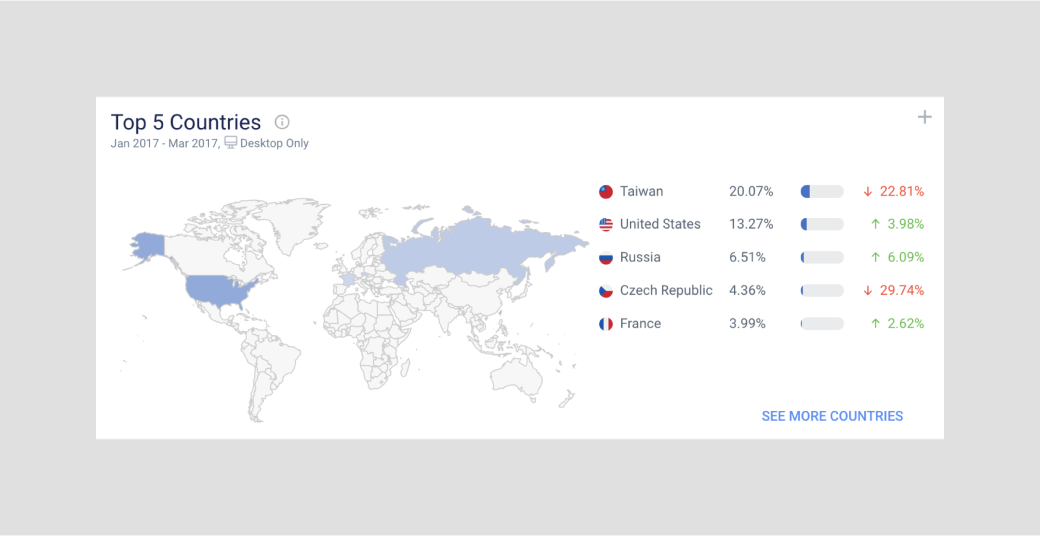 Top 5 Countries
Jan 2017 - Mar 2017, Desktop Only
Taiwan 20.07% ↓ 22.81%
United States 13.27% ↑ 3.98%
Russia 6.51% ↑ 6.09%
Czech Republic 4.36% ↓ 29.74%
France 3.99% ↑ 2.62%
SEE MORE COUNTRIES